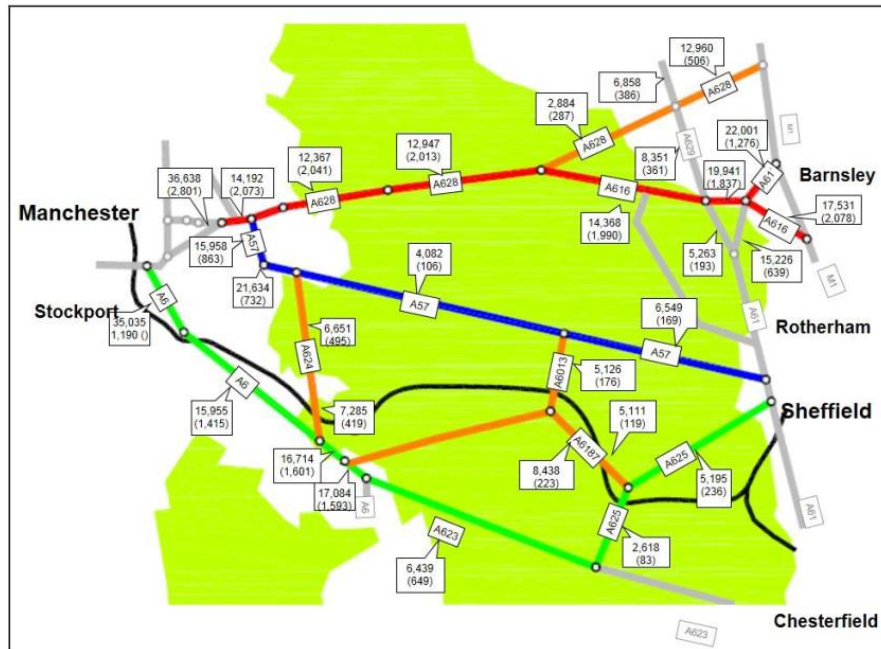 12,960
(506)
6,858
(386)
A628
2,884
(287)
M1
22,001
(1,276)
A628
A629
12,947
(2,013)
8,351
(361)
19,941
(1,837)
A61
Barnsley
12,367
(2,041)
36,638
(2,801)
14,192
(2,073)
A628
A628
A616
17,531
(2,078)
Manchester
14,368
(1,990)
A616
15,958
(863)
A57
5,263
(193)
15,226
(639)
M1
4,082
(106)
21,634
(732)
A57
6,549
(169)
A61
Stockport
A6
35,035
1,190 ()
6,651
(495)
Rotherham
A624
A57
A6013
5,126
(176)
A6
15,955
(1,415)
7,285
(419)
5,111
(119)
Sheffield
16,714
(1,601)
8,438
(223)
A6187
A625
5,195
(236)
17,084
(1,593)
A6
A61
A623
A625
2,618
(83)
6,439
(649)
Chesterfield
A623